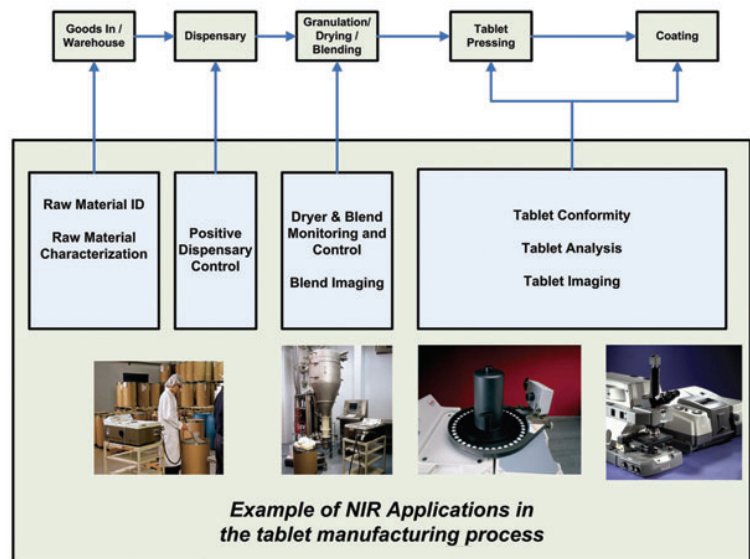 Goods In /
Warehouse
Dispensary
Granulation/
Drying /
Blending
Tablet
Pressing
Coating
Raw Material ID
Raw Material
Characterization
Positive
Dispensary
Control
Dryer & Blend
Monitoring and
Control
Blend Imaging
Tablet Conformity
Tablet Analysis
Tablet Imaging
Example of NIR Applications in
the tablet manufacturing process